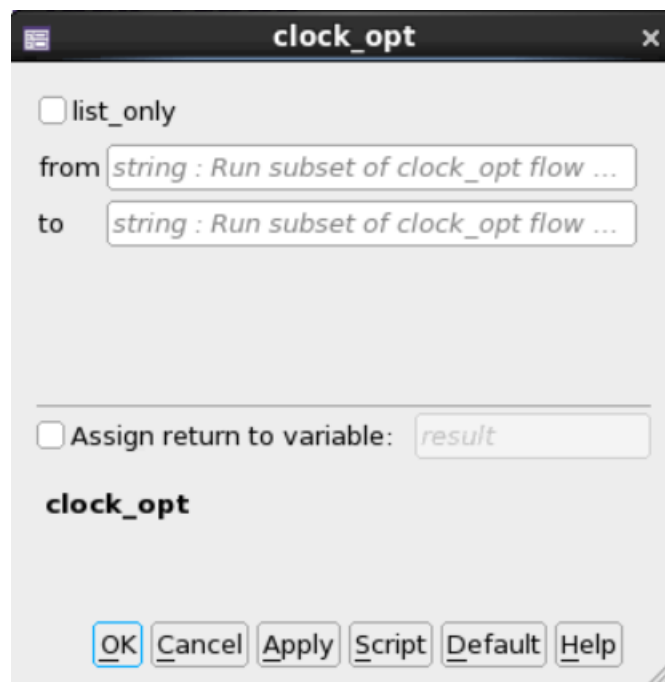 clock_opt
list_only
from string : Run subset of clock_opt flow ...
to string : Run subset of clock_opt flow ...
Assign return to variable: result
clock_opt
OK Cancel Apply Script Default Help